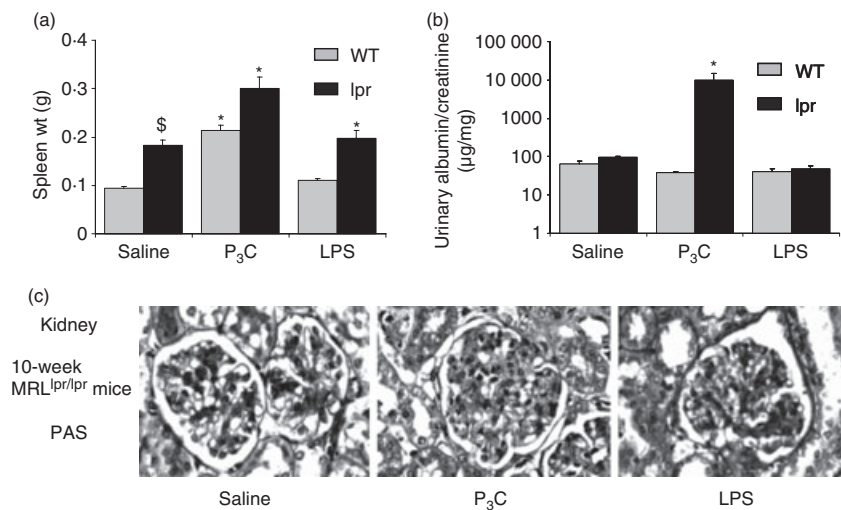 (a)
0·4
0·3
0·2
0·1
0
Spleen wt (g)
WT
lpr
$
*
*
*
Saline
P₃C
LPS
(b)
100 000
10 000
1000
100
10
1
Urinary albumin/creatinine
(µg/mg)
WT
lpr
*
Saline
P₃C
LPS
(c)
Kidney
10-week
MRLˡᵖʳ/ˡᵖʳ mice
PAS
Saline
P₃C
LPS